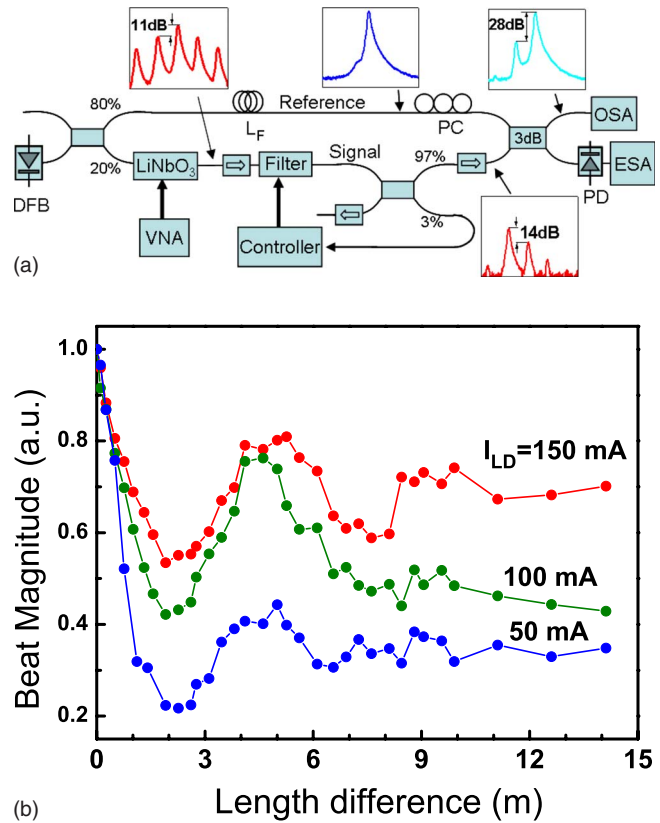 11dB
28dB
80%
Reference
L_F
PC
OSA
3dB
20%
LiNbO₃
Filter
Signal
97%
PD
ESA
DFB
VNA
Controller
3%
14dB
(a)
Beat Magnitude (a.u.)
1.0
0.8
0.6
0.4
0.2
I_LD=150 mA
100 mA
50 mA
0 3 6 9 12 15
Length difference (m)
(b)